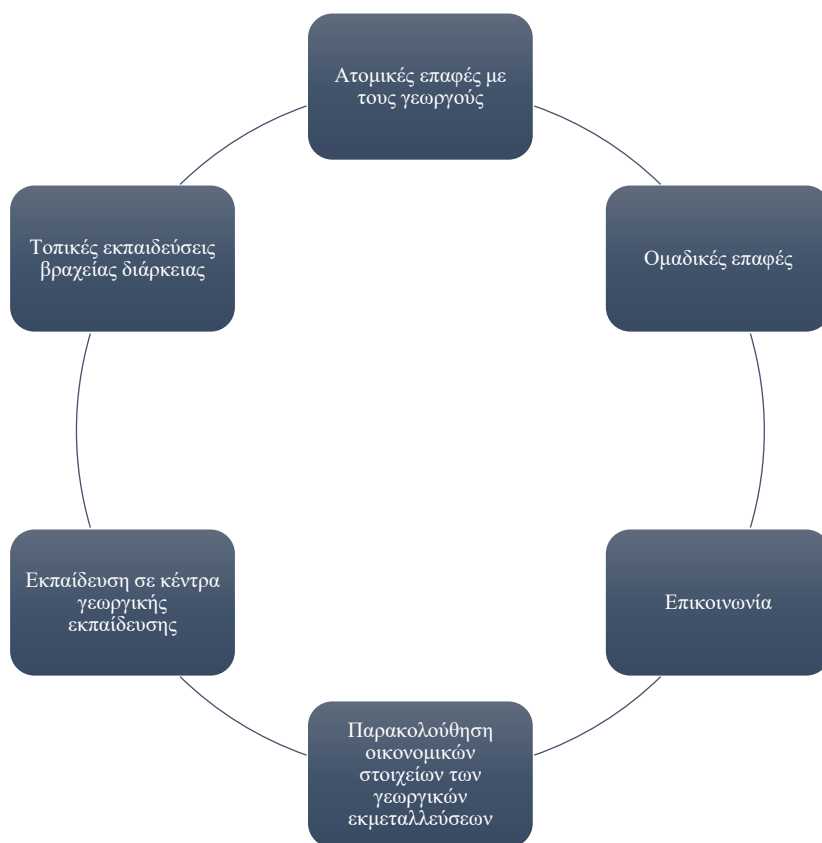 Ατομικές επαφές με
τους γεωργούς
Ομαδικές επαφές
Επικοινωνία
Παρακολούθηση
οικονομικών
στοιχείων των
γεωργικών
εκμεταλλεύσεων
Εκπαίδευση σε κέντρα
γεωργικής
εκπαίδευσης
Τοπικές εκπαιδεύσεις
βραχείας διάρκειας